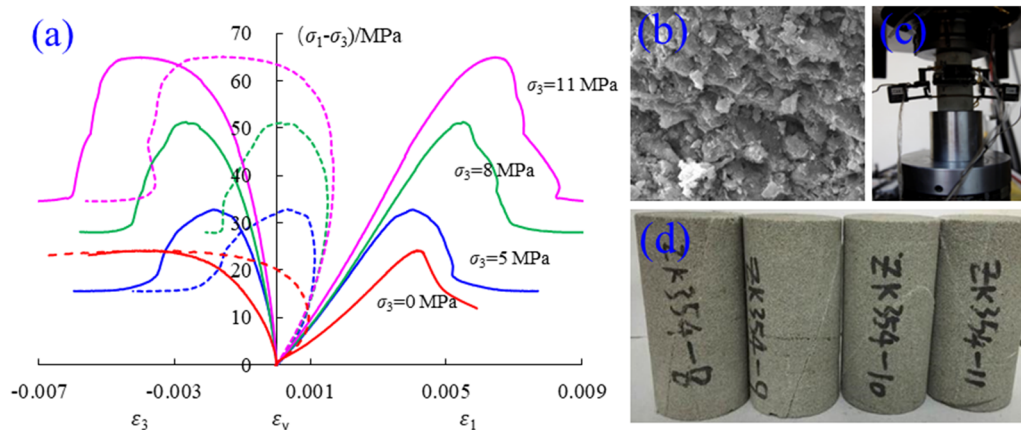 (a)
(σ₁-σ₃)/MPa
70
60
50
40
30
20
10
0
σ₃=11 MPa
σ₃=8 MPa
σ₃=5 MPa
σ₃=0 MPa
-0.007
-0.003
0.001
0.005
0.009
ε₃
εᵥ
ε₁
(b)
(c)
(d)
ZK354-8
ZK354-9
ZK354-10
ZK354-11